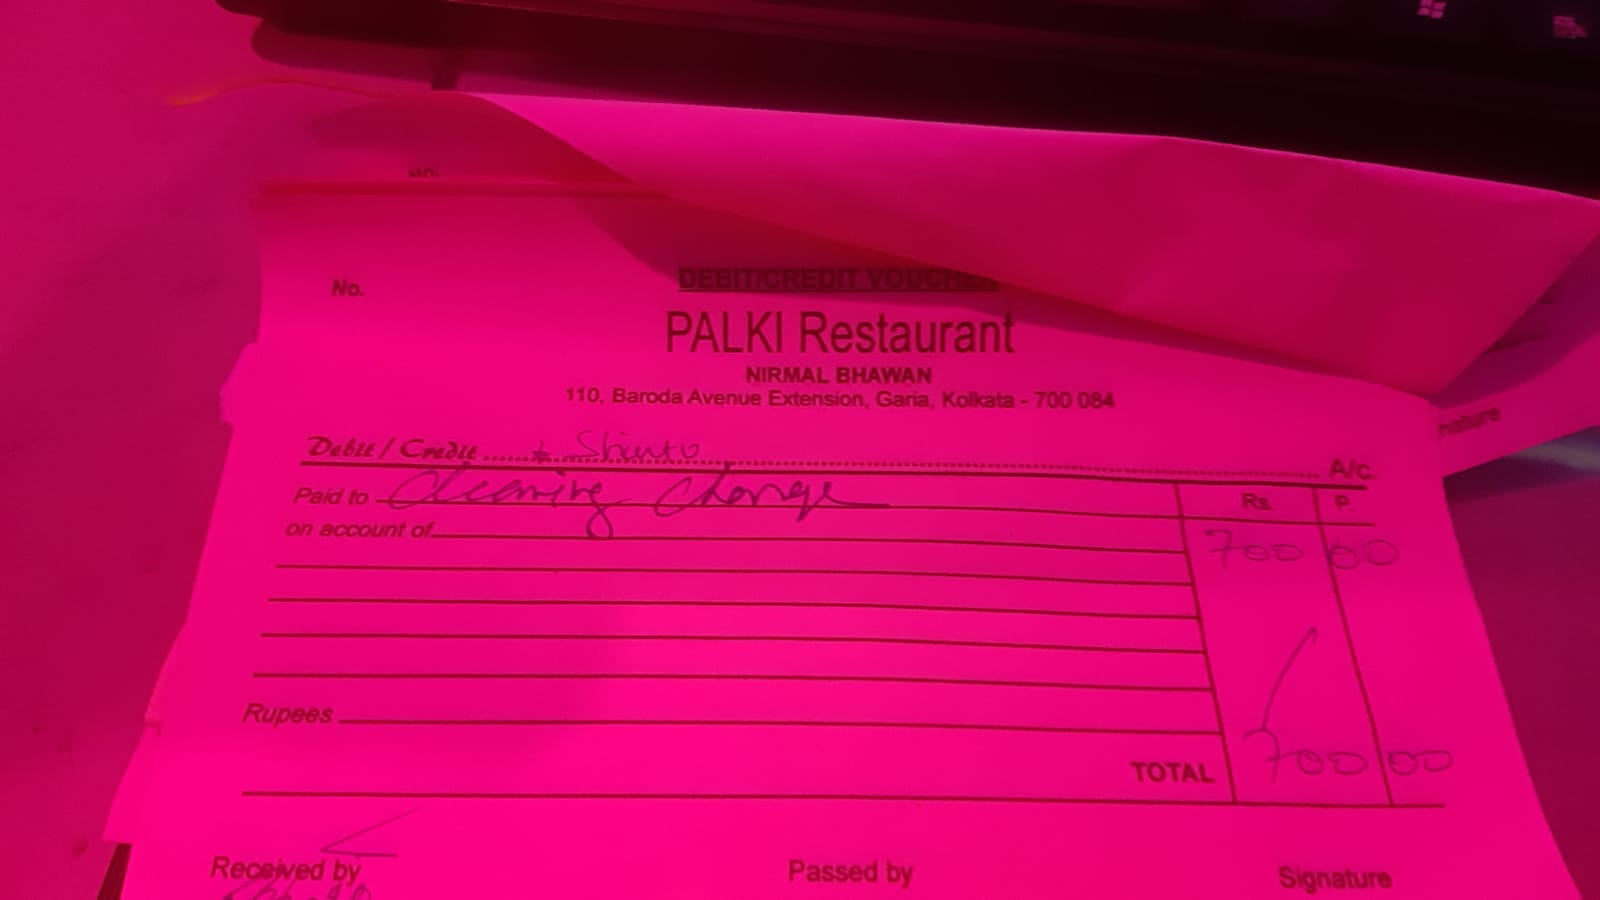 No.
No.
DEBIT/CREDIT VOUCHER
PALKI Restaurant
NIRMAL BHAWAN
110, Baroda Avenue Extension, Garia, Kolkata - 700 084
nature
Debit / Credit ........ Shinto ........ A/c.
Paid to Cleaning Charge Rs. P.
on account of 700 00
Rupees
TOTAL 700 00
Received by Passed by Signature